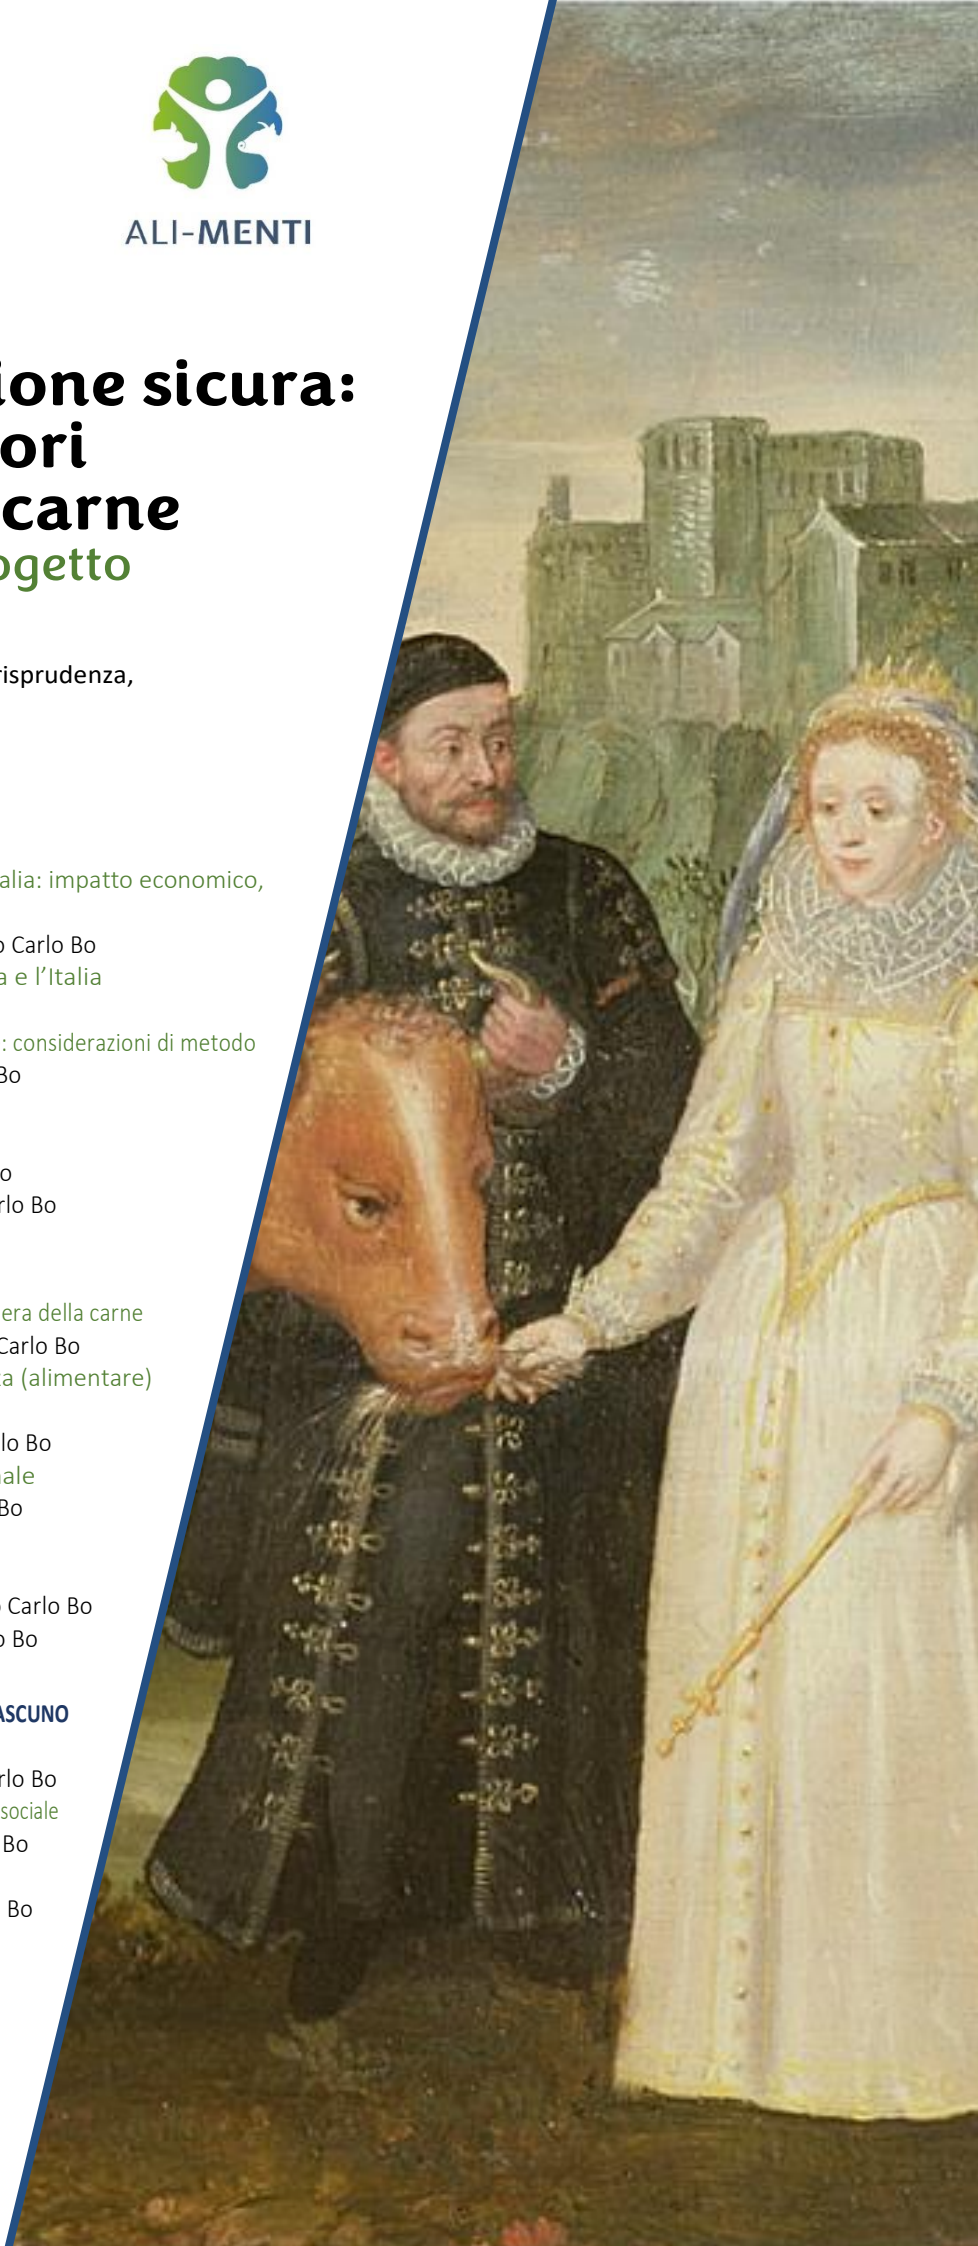 ALI-MENTI
ione sicura:
ori
carne
ogetto
risprudenza,
alia: impatto economico,
o Carlo Bo
a e l’Italia
: considerazioni di metodo
Bo
o
rlo Bo
era della carne
Carlo Bo
za (alimentare)
lo Bo
nale
Bo
o Carlo Bo
o Bo
ASCUNO
rlo Bo
sociale
Bo
Bo